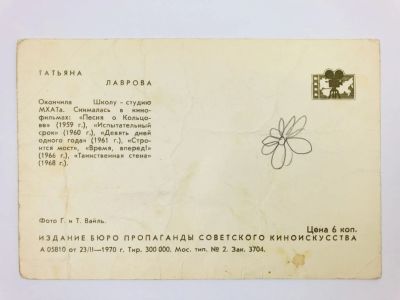 ТАТЬЯНА
ЛАВРОВА
Окончила Школу-студию
МХАТа. Снималась в кино-
фильмах: «Песня о Кольцо-
ве» (1959 г.), «Испытательный
срок» (1960 г.), «Девять дней
одного года» (1961 г.), «Стро-
ится мост», «Время, вперед!»
(1966 г.), «Таинственная стена»
(1968 г.).
Фото Г. и Т. Вайль.
Цена 6 коп.
ИЗДАНИЕ БЮРО ПРОПАГАНДЫ СОВЕТСКОГО КИНОИСКУССТВА
А 05810 от 23/II—1970 г. Тир. 300 000. Мос. тип. № 2. Зак. 3704.